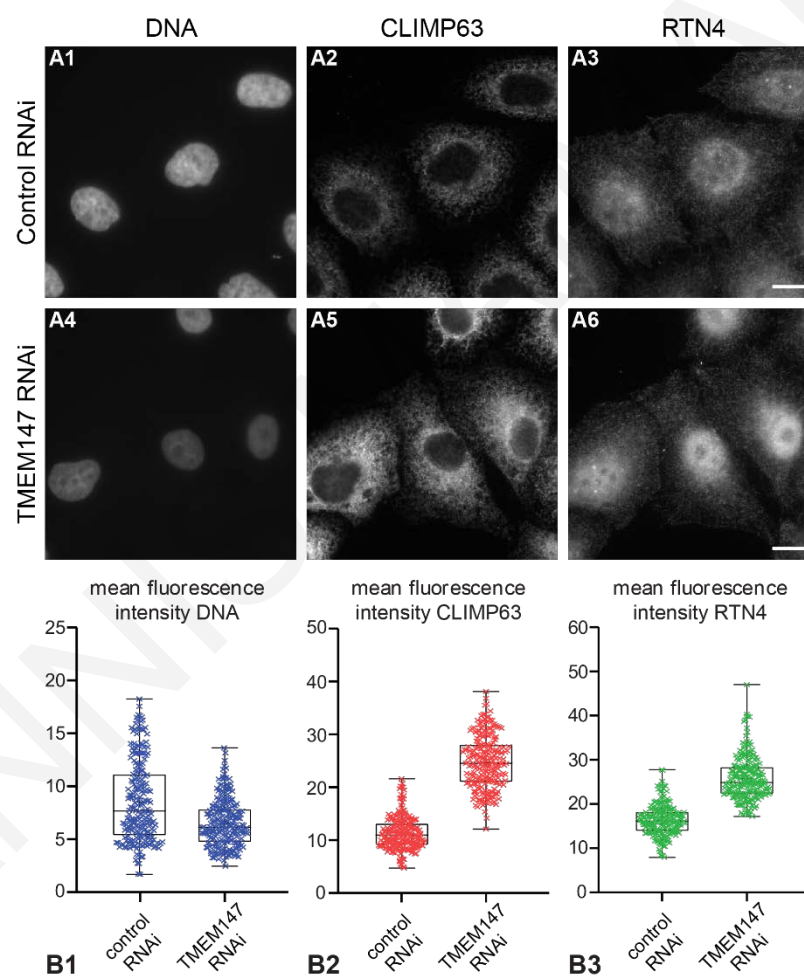 DNA
CLIMP63
RTN4
Control RNAi
A1
A2
A3
TMEM147 RNAi
A4
A5
A6
mean fluorescence
intensity DNA
25
20
15
10
5
0
control
RNAi
TMEM147
RNAi
B1
mean fluorescence
intensity CLIMP63
50
40
30
20
10
0
control
RNAi
TMEM147
RNAi
B2
mean fluorescence
intensity RTN4
60
50
40
30
20
10
0
control
RNAi
TMEM147
RNAi
B3